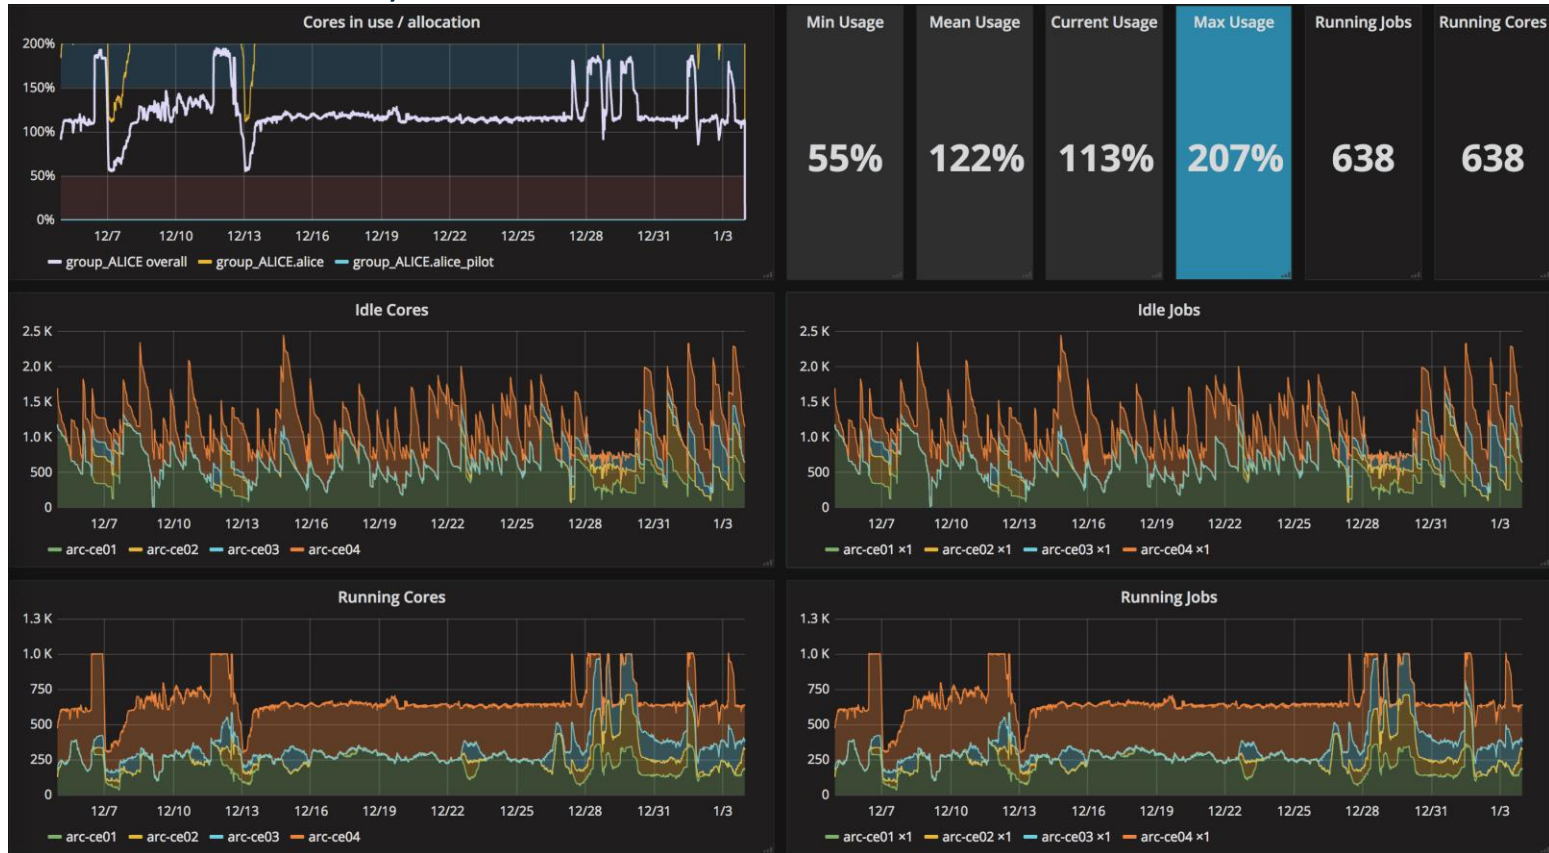 Cores in use / allocation
200%
150%
100%
50%
0%
12/7 12/10 12/13 12/16 12/19 12/22 12/25 12/28 12/31 1/3
group_ALICE overall group_ALICE.alice group_ALICE.alice_pilot
Min Usage
55%
Mean Usage
122%
Current Usage
113%
Max Usage
207%
Running Jobs
638
Running Cores
638
Idle Cores
2.5 K
2.0 K
1.5 K
1.0 K
500
0
12/7 12/10 12/13 12/16 12/19 12/22 12/25 12/28 12/31 1/3
arc-ce01 arc-ce02 arc-ce03 arc-ce04
Idle Jobs
2.5 K
2.0 K
1.5 K
1.0 K
500
0
12/7 12/10 12/13 12/16 12/19 12/22 12/25 12/28 12/31 1/3
arc-ce01 ×1 arc-ce02 ×1 arc-ce03 ×1 arc-ce04 ×1
Running Cores
1.3 K
1.0 K
750
500
250
0
12/7 12/10 12/13 12/16 12/19 12/22 12/25 12/28 12/31 1/3
arc-ce01 arc-ce02 arc-ce03 arc-ce04
Running Jobs
1.3 K
1.0 K
750
500
250
0
12/7 12/10 12/13 12/16 12/19 12/22 12/25 12/28 12/31 1/3
arc-ce01 ×1 arc-ce02 ×1 arc-ce03 ×1 arc-ce04 ×1